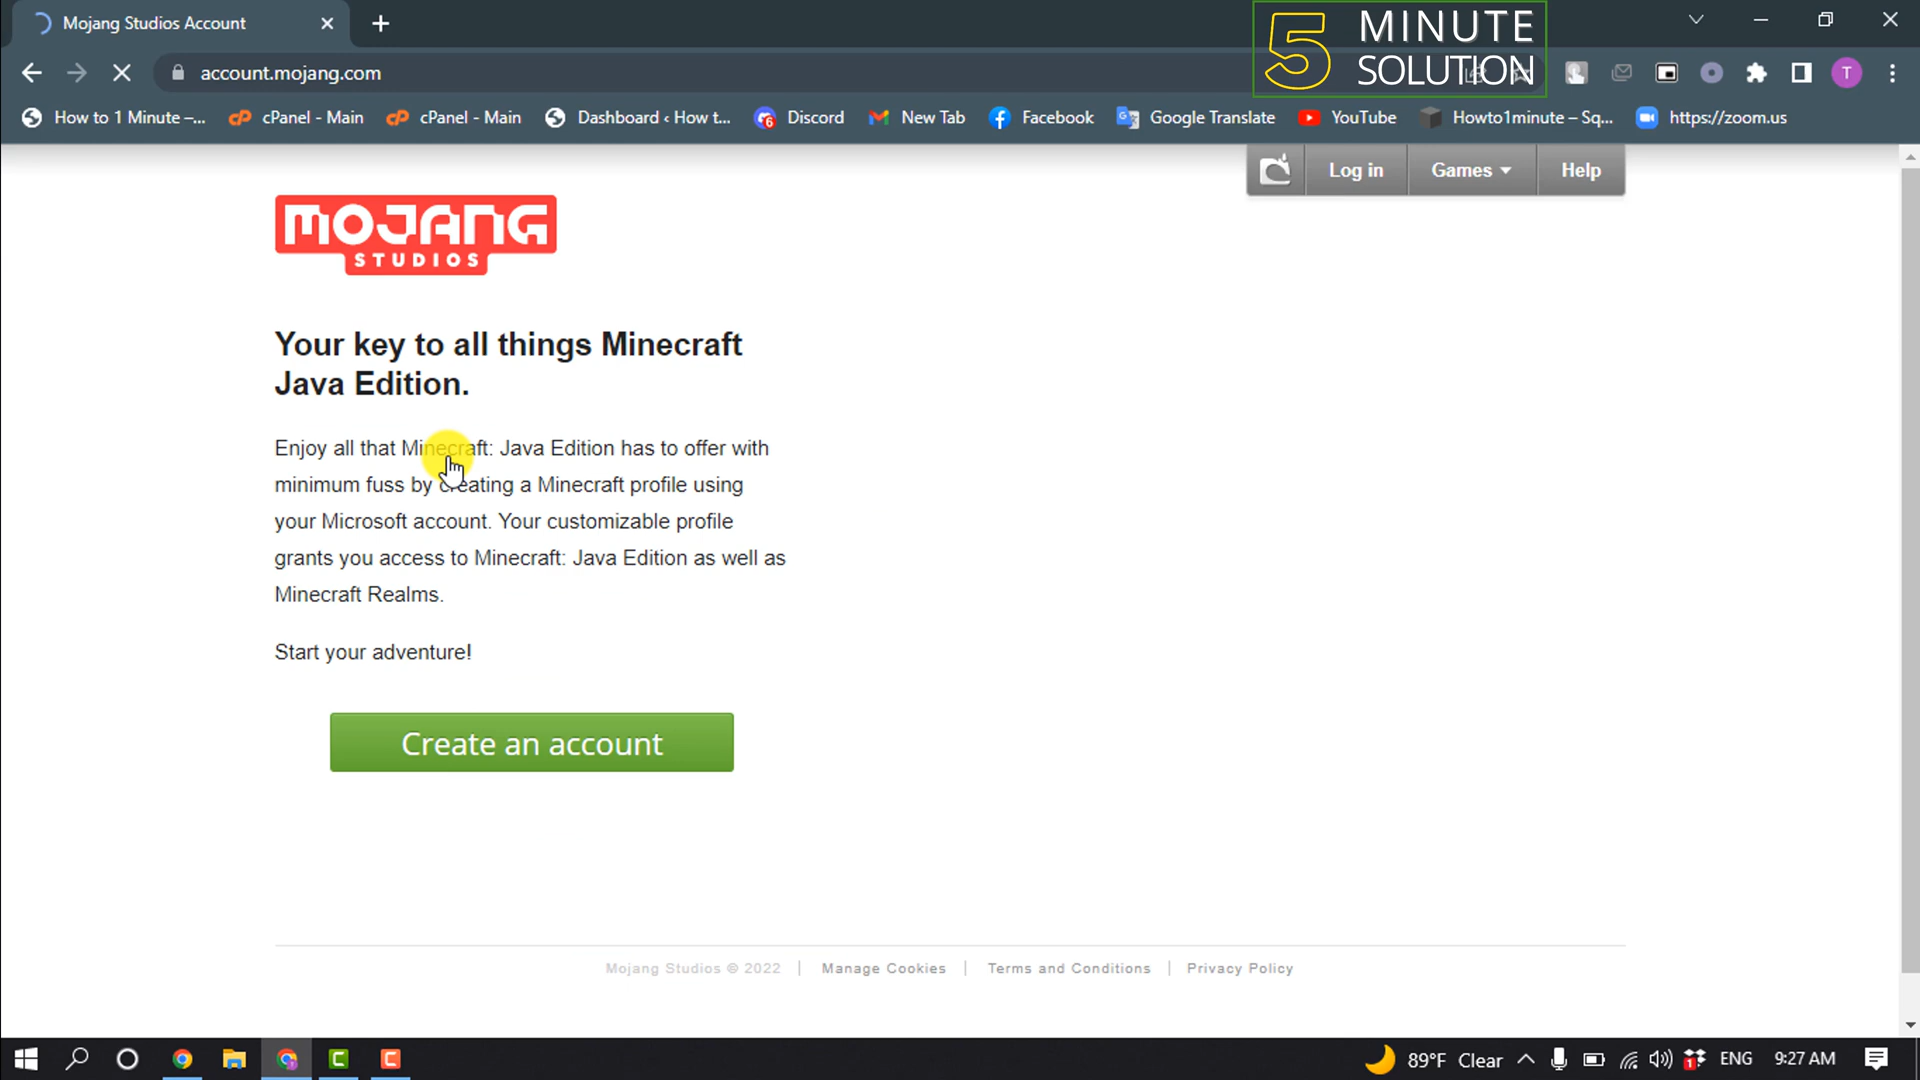 Mojang Studios Account
5 MINUTE SOLUTION
account.mojang.com
T
How to 1 Minute –...
cPanel - Main
cPanel - Main
Dashboard ‹ How t...
6
Discord
New Tab
Facebook
Google Translate
YouTube
Howto1minute – Sq...
https://zoom.us
Log in
Games
Help
MOJANG
STUDIOS
Your key to all things Minecraft
Java Edition.
Enjoy all that Minecraft: Java Edition has to offer with
minimum fuss by creating a Minecraft profile using
your Microsoft account. Your customizable profile
grants you access to Minecraft: Java Edition as well as
Minecraft Realms.
Start your adventure!
Create an account
Mojang Studios © 2022 | Manage Cookies | Terms and Conditions | Privacy Policy
89°F Clear
1
ENG
9:27 AM